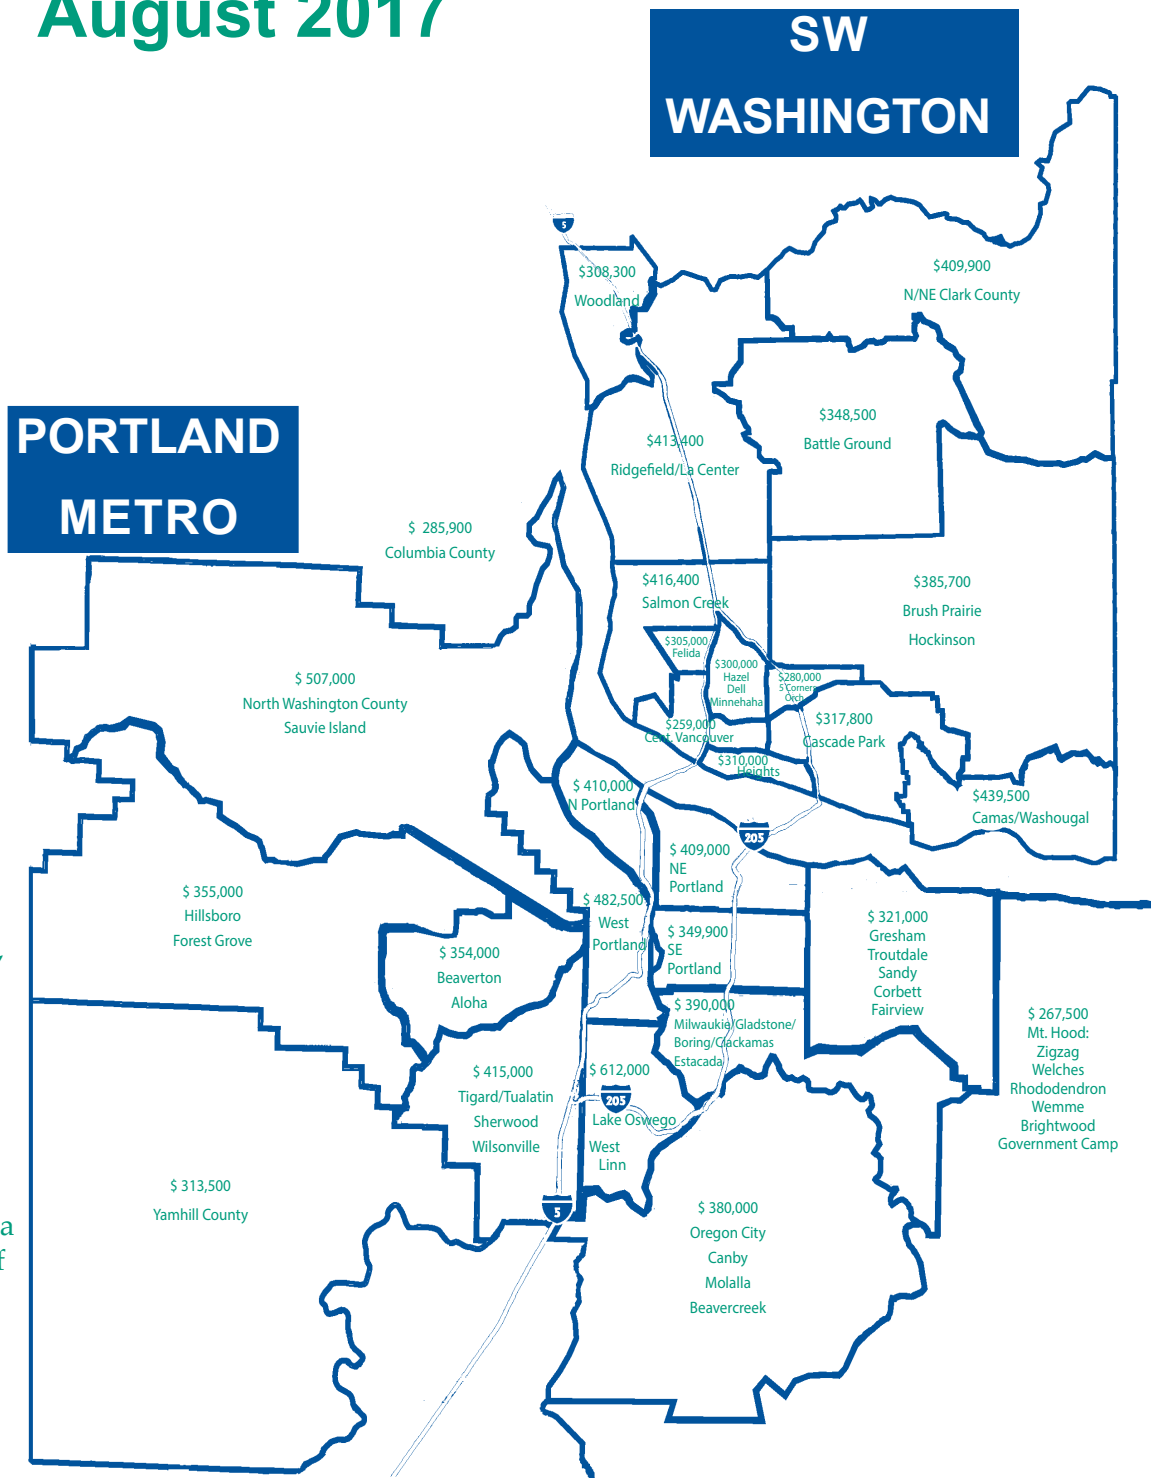 August 2017
SW
WASHINGTON
5
$308,300
Woodland
$409,900
N/NE Clark County
$348,500
Battle Ground
$413,400
Ridgefield/La Center
PORTLAND
METRO
$ 285,900
Columbia County
$416,400
Salmon Creek
$385,700
Brush Prairie
Hockinson
$305,000
Felida
$300,000
Hazel
Dell
Minnehaha
$280,000
5 Corners
Orch.
$ 507,000
North Washington County
Sauvie Island
$259,000
Cent. Vancouver
$317,800
Cascade Park
$310,000
Heights
$ 410,000
N Portland
$439,500
Camas/Washougal
205
$ 409,000
NE
Portland
$ 355,000
Hillsboro
Forest Grove
$ 482,500
West
Portland
$ 349,900
SE
Portland
$ 321,000
Gresham
Troutdale
Sandy
Corbett
Fairview
$ 354,000
Beaverton
Aloha
$ 390,000
Milwaukie/Gladstone/
Boring/Clackamas
Estacada
$ 267,500
Mt. Hood:
Zigzag
Welches
Rhododendron
Wemme
Brightwood
Government Camp
$ 415,000
Tigard/Tualatin
Sherwood
Wilsonville
$ 612,000
205
Lake Oswego
West
Linn
$ 313,500
Yamhill County
5
$ 380,000
Oregon City
Canby
Molalla
Beavercreek
a
f